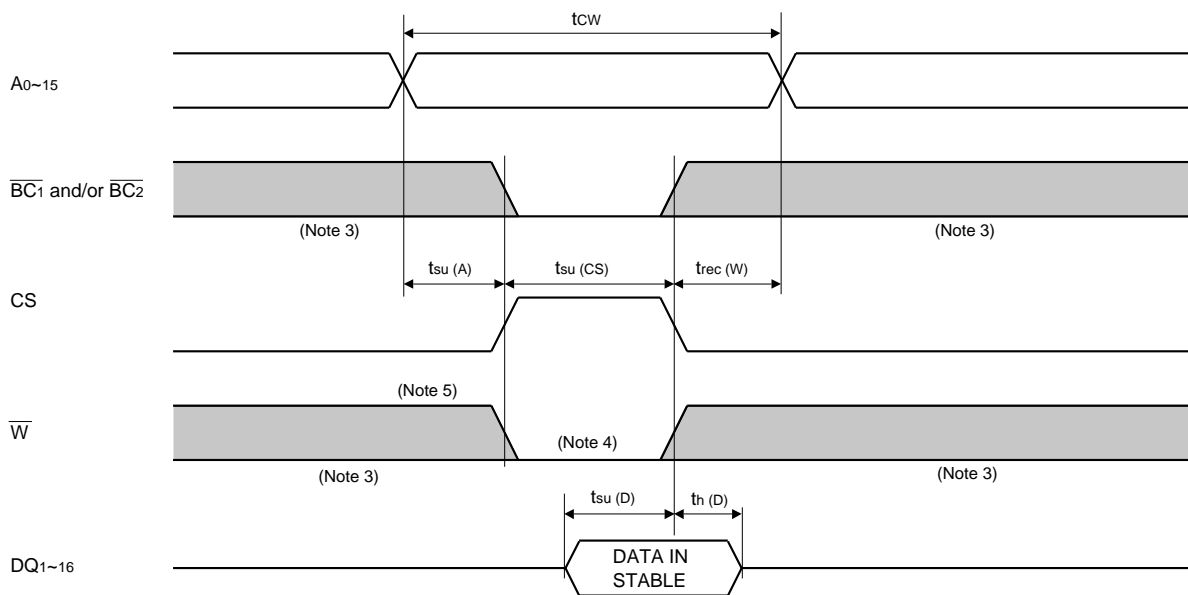 tCW
A0~15
BC1 and/or BC2
(Note 3)
(Note 3)
tsu (A)
tsu (CS)
trec (W)
CS
(Note 5)
W
(Note 4)
(Note 3)
(Note 3)
tsu (D)
th (D)
DQ1~16
DATA IN
STABLE